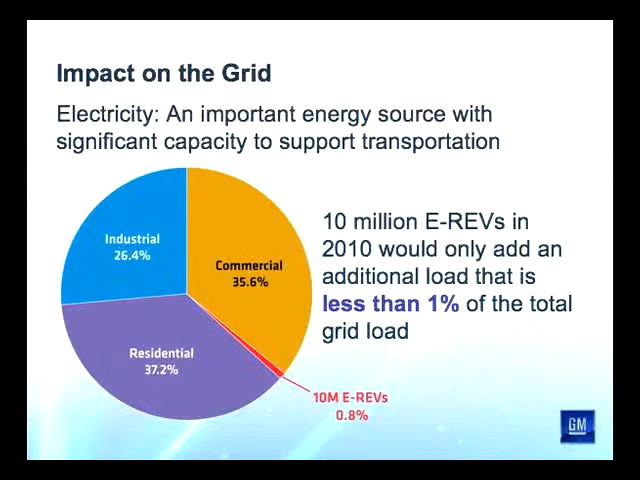 Impact on the Grid
Electricity: An important energy source with
significant capacity to support transportation
Industrial
26.4%
Commercial
35.6%
Residential
37.2%
10M E-REVs
0.8%
10 million E-REVs in
2010 would only add an
additional load that is
less than 1% of the total
grid load
GM